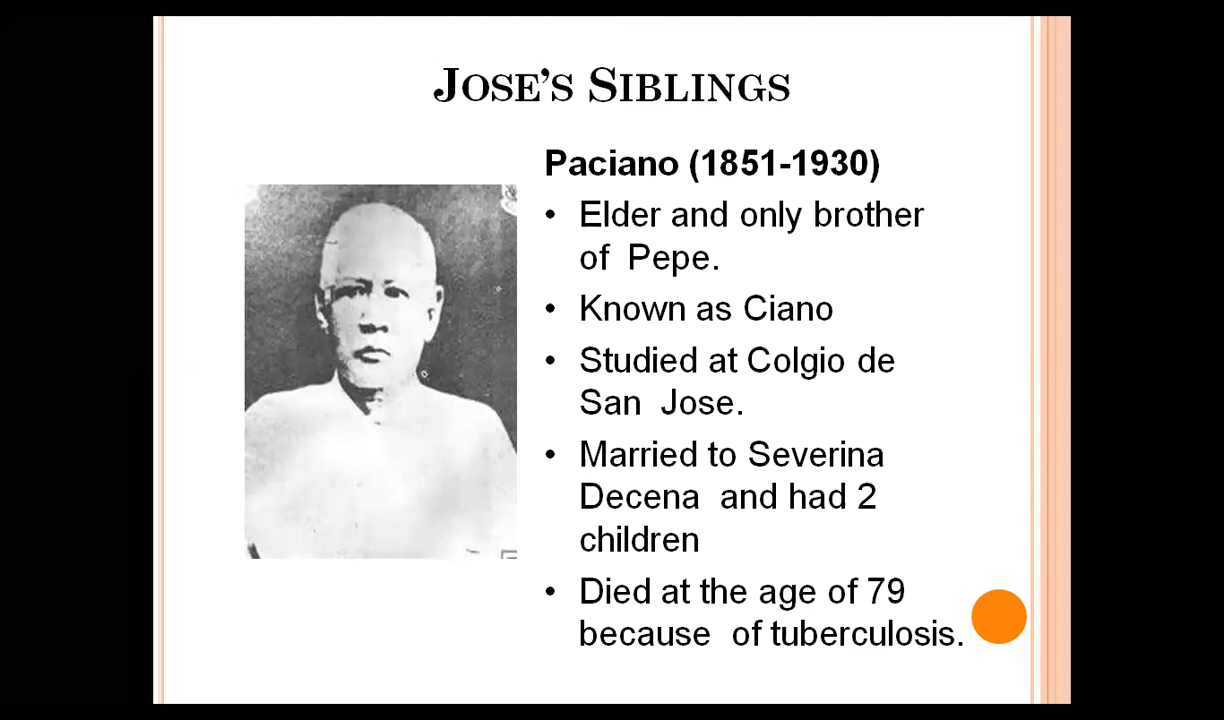 JOSE'S SIBLINGS
Paciano (1851-1930)
• Elder and only brother
of Pepe.
• Known as Ciano
• Studied at Colgio de
San Jose.
• Married to Severina
Decena and had 2
children
• Died at the age of 79
because of tuberculosis.